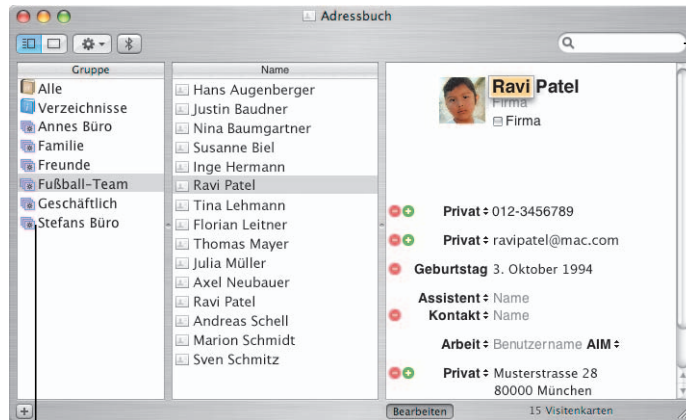 Adressbuch
Gruppe
Alle
Verzeichnisse
Annes Büro
Familie
Freunde
Fußball-Team
Geschäftlich
Stefans Büro
Name
Hans Augenberger
Justin Baudner
Nina Baumgartner
Susanne Biel
Inge Hermann
Ravi Patel
Tina Lehmann
Florian Leitner
Thomas Mayer
Julia Müller
Axel Neubauer
Ravi Patel
Andreas Schell
Marion Schmidt
Sven Schmitz
Ravi Patel
Firma
Firma
Privat 012-3456789
Privat ravipatel@mac.com
Geburtstag 3. Oktober 1994
Assistent Name
Kontakt Name
Arbeit Benutzername AIM
Privat Musterstrasse 28
80000 München
Bearbeiten 15 Visitenkarten